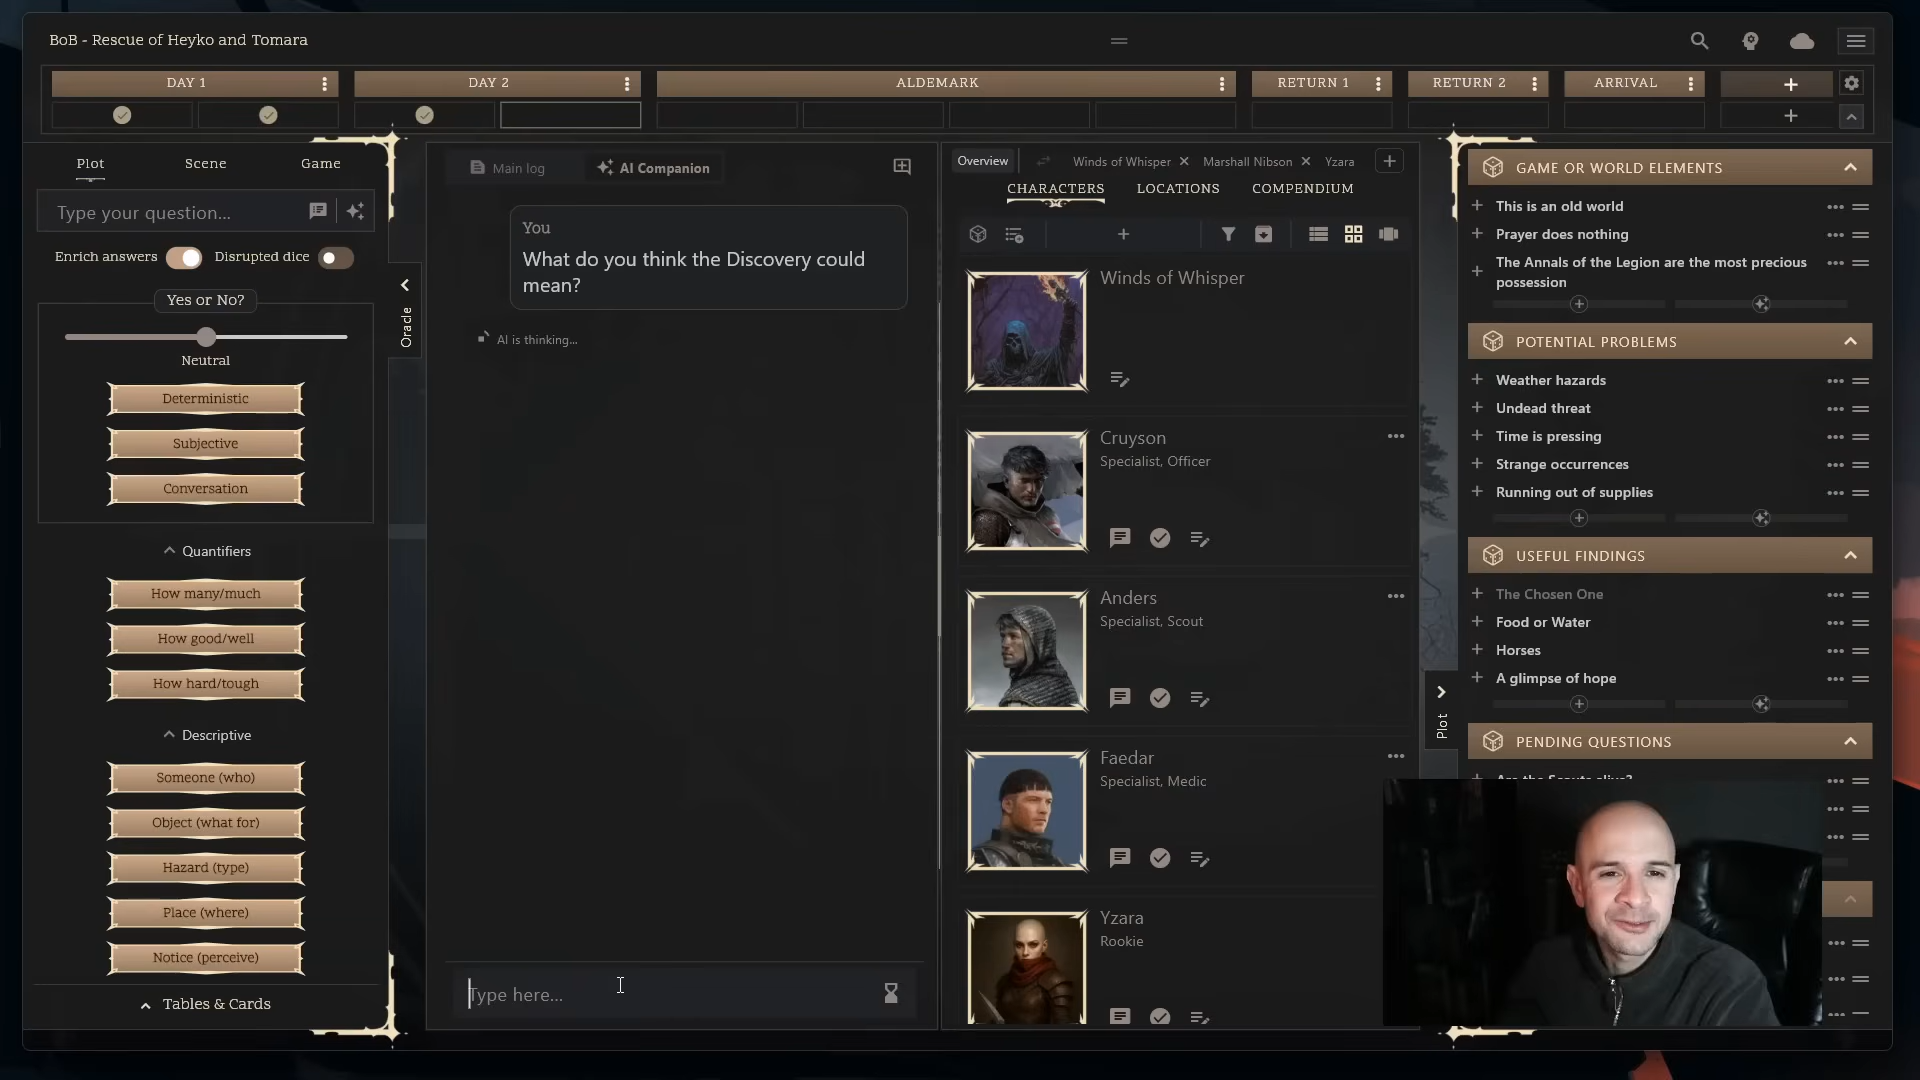 BoB - Rescue of Heyko and Tomara
DAY 1
DAY 2
ALDEMARK
RETURN 1
RETURN 2
ARRIVAL
Plot
Scene
Game
Type your question...
Enrich answers
Disrupted dice
Yes or No?
Neutral
Deterministic
Subjective
Conversation
Quantifiers
How many/much
How good/well
How hard/tough
Descriptive
Someone (who)
Object (what for)
Hazard (type)
Place (where)
Notice (perceive)
Tables & Cards
Oracle
Main log
AI Companion
You
What do you think the Discovery could
mean?
AI is thinking...
Type here...
Overview
Winds of Whisper
Marshall Nibson
Yzara
CHARACTERS
LOCATIONS
COMPENDIUM
Winds of Whisper
Cruyson
Specialist, Officer
Anders
Specialist, Scout
Faedar
Specialist, Medic
Yzara
Rookie
Plot
GAME OR WORLD ELEMENTS
This is an old world
Prayer does nothing
The Annals of the Legion are the most precious
possession
POTENTIAL PROBLEMS
Weather hazards
Undead threat
Time is pressing
Strange occurrences
Running out of supplies
USEFUL FINDINGS
The Chosen One
Food or Water
Horses
A glimpse of hope
PENDING QUESTIONS
Are the Scouts alive?